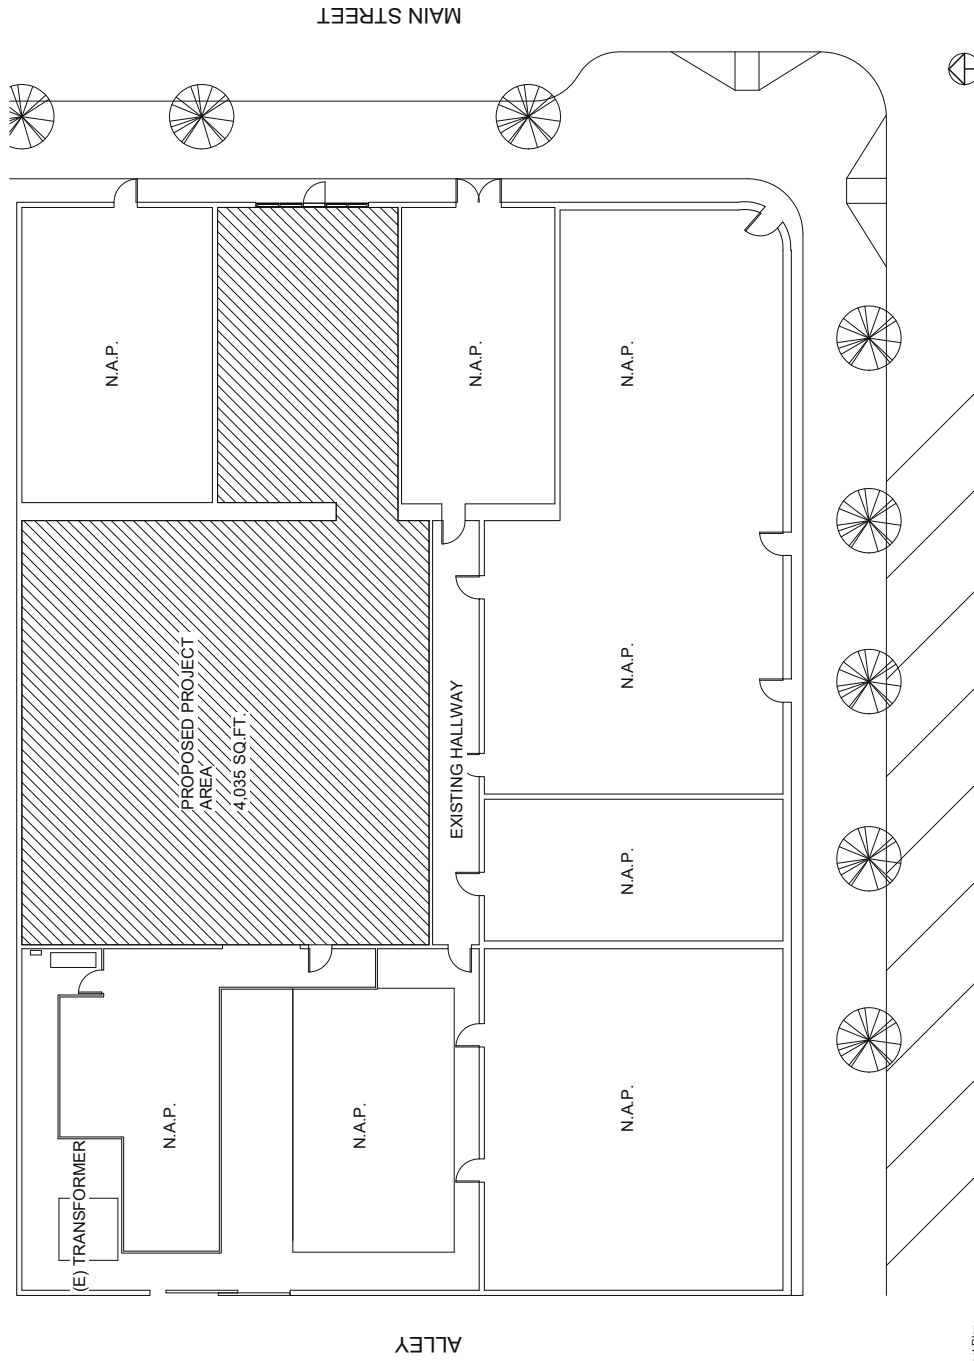 MAIN STREET
N.A.P.
N.A.P.
N.A.P.
PROPOSED PROJECT
AREA
4,035 SQ.FT.
EXISTING HALLWAY
N.A.P.
N.A.P.
(E) TRANSFORMER
N.A.P.
N.A.P.
N.A.P.
ALLEY